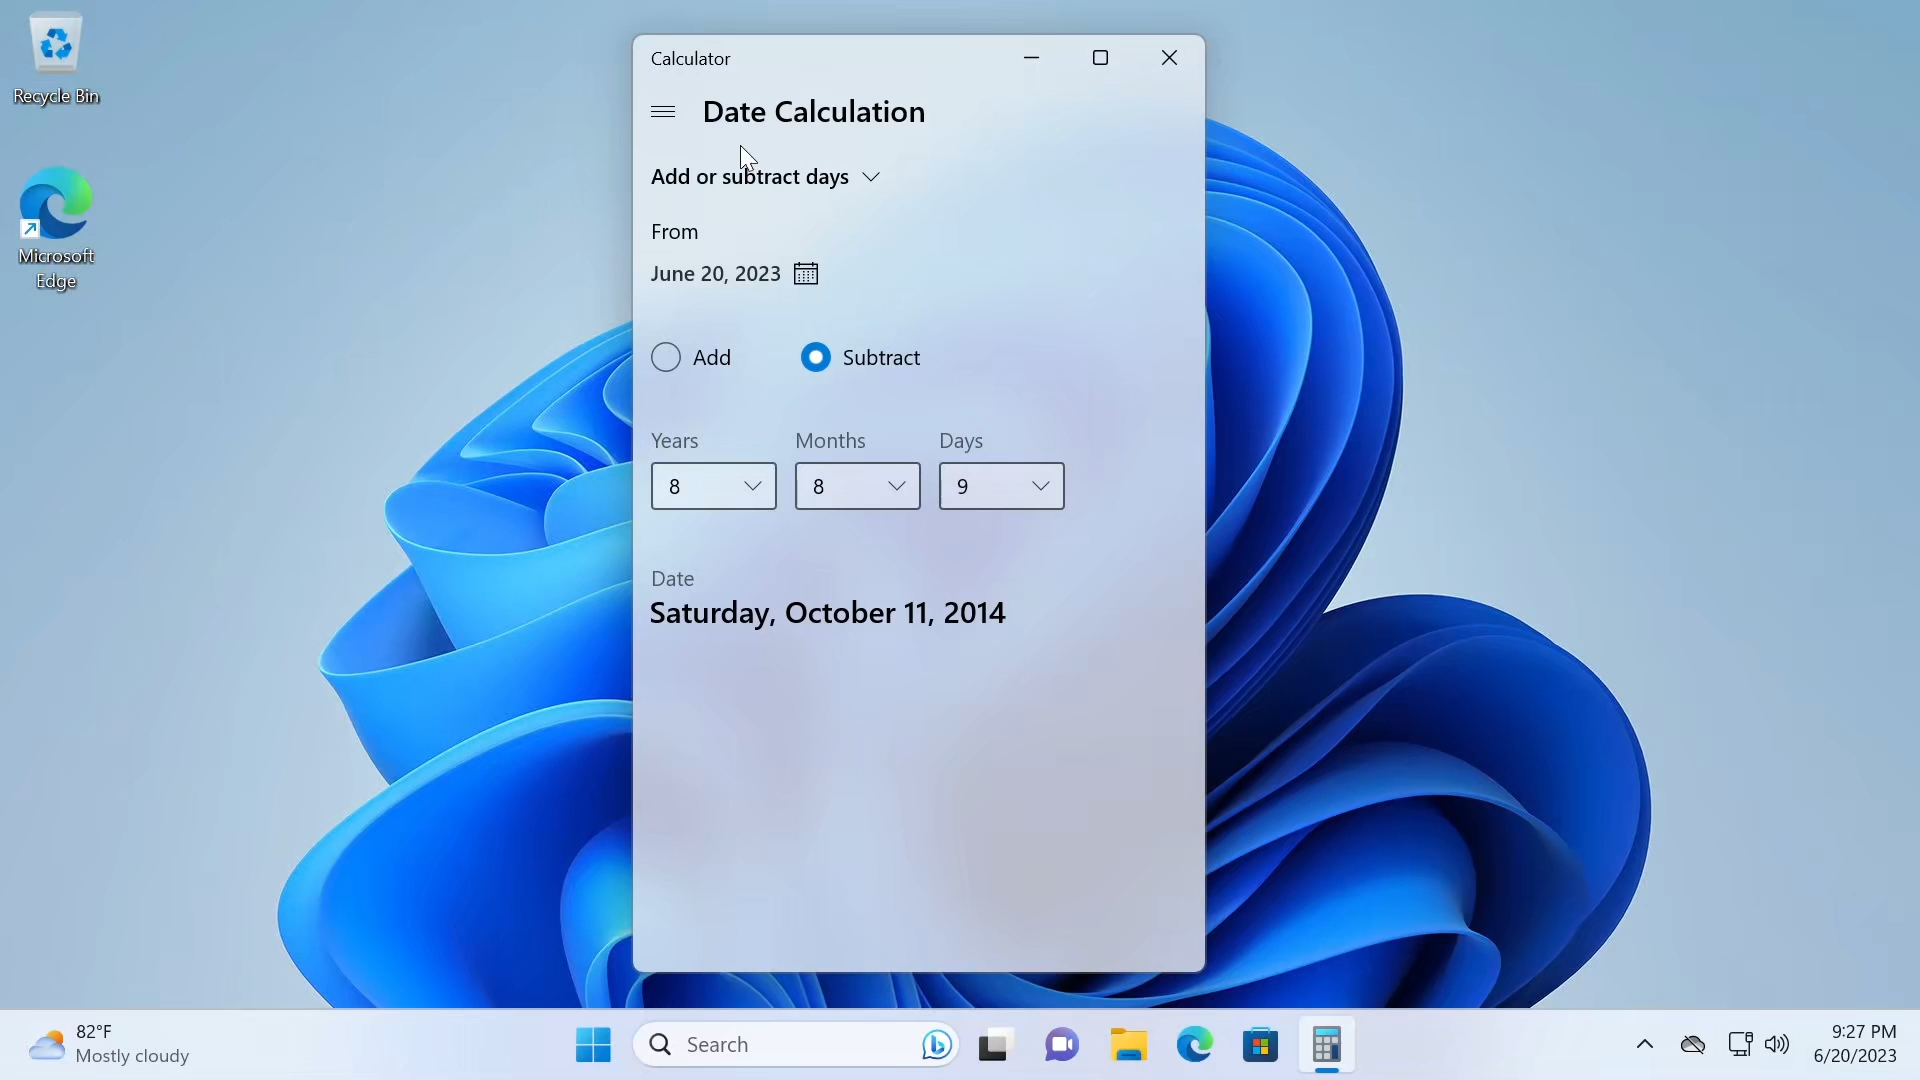 Recycle Bin
Microsoft
Edge
Calculator
Date Calculation
Add or subtract days
From
June 20, 2023
Add
Subtract
Years
Months
Days
8
8
9
Date
Saturday, October 11, 2014
82°F
Mostly cloudy
Search
9:27 PM
6/20/2023